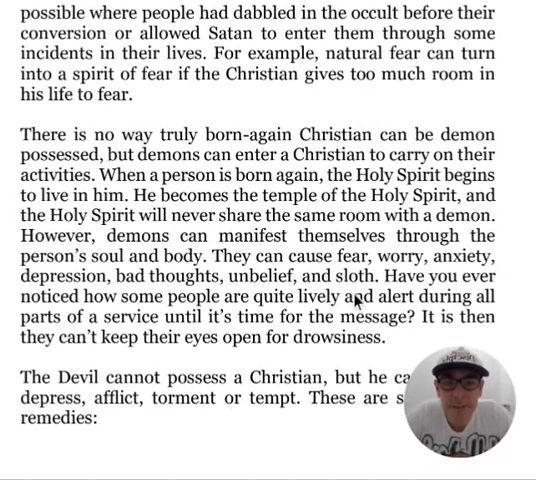 possible where people had dabbled in the occult before their
conversion or allowed Satan to enter them through some
incidents in their lives. For example, natural fear can turn
into a spirit of fear if the Christian gives too much room in
his life to fear.
There is no way truly born-again Christian can be demon
possessed, but demons can enter a Christian to carry on their
activities. When a person is born again, the Holy Spirit begins
to live in him. He becomes the temple of the Holy Spirit, and
the Holy Spirit will never share the same room with a demon.
However, demons can manifest themselves through the
person’s soul and body. They can cause fear, worry, anxiety,
depression, bad thoughts, unbelief, and sloth. Have you ever
noticed how some people are quite lively and alert during all
parts of a service until it’s time for the message? It is then
they can’t keep their eyes open for drowsiness.
The Devil cannot possess a Christian, but he ca
depress, afflict, torment or tempt. These are s
remedies: